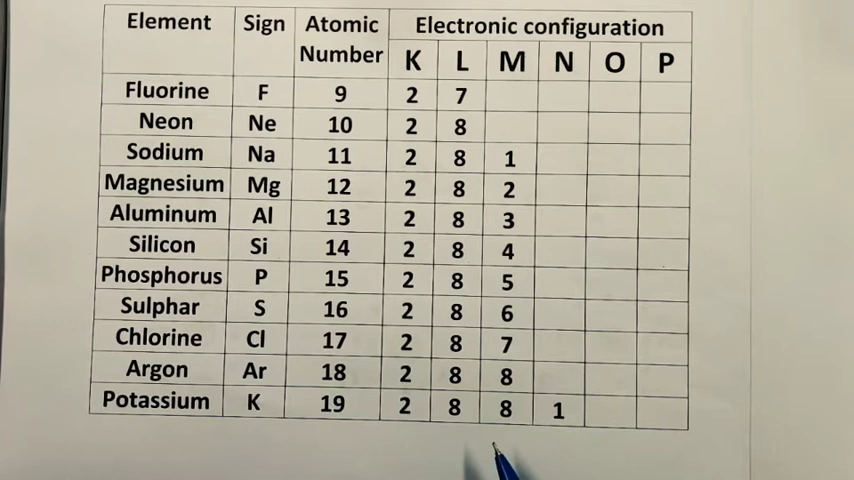 Element Sign Atomic Number Electronic configuration
K L M N O P
Fluorine F 9 2 7
Neon Ne 10 2 8
Sodium Na 11 2 8 1
Magnesium Mg 12 2 8 2
Aluminum Al 13 2 8 3
Silicon Si 14 2 8 4
Phosphorus P 15 2 8 5
Sulphar S 16 2 8 6
Chlorine Cl 17 2 8 7
Argon Ar 18 2 8 8
Potassium K 19 2 8 8 1